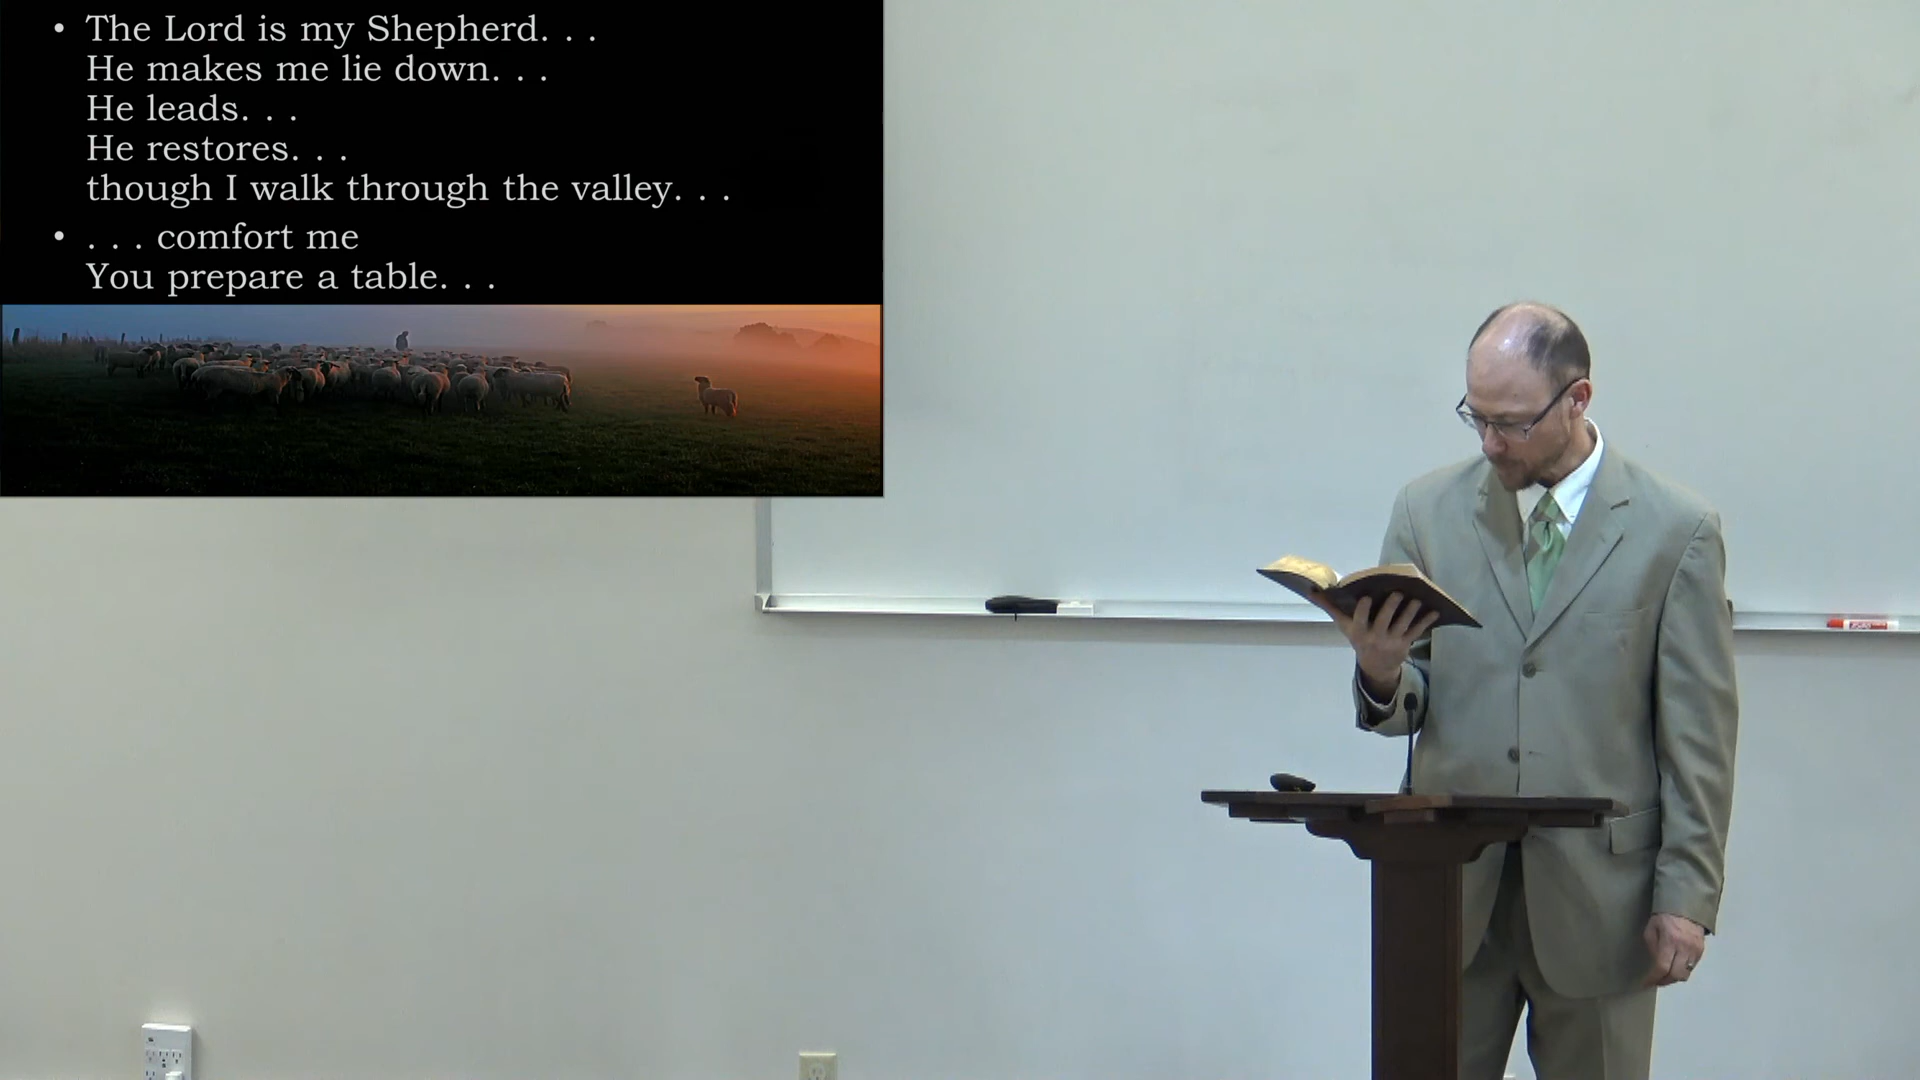 • The Lord is my Shepherd. . .
He makes me lie down. . .
He leads. . .
He restores. . .
though I walk through the valley. . .
• . . . comfort me
You prepare a table. . .